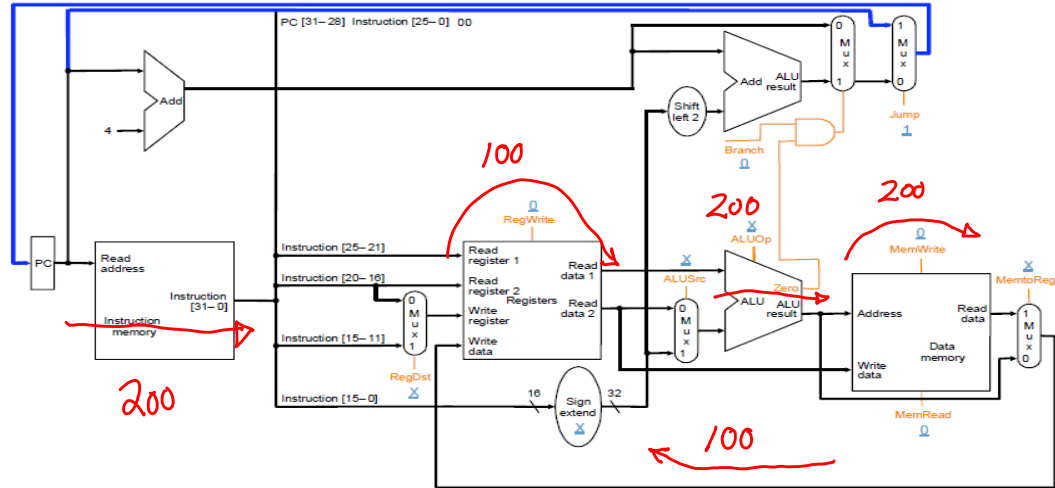 PC [31–28] Instruction [25–0] 00
Add
4
Shift
left 2
Add
ALU
result
0
M
u
x
1
1
M
u
x
0
Jump
1
Branch
0
100
0
RegWrite
200
200
0
MemWrite
X
ALUOp
X
ALUSrc
X
MemtoReg
PC
Read
address
Instruction
[31–0]
Instruction
memory
200
Instruction [25–21]
Instruction [20–16]
Instruction [15–11]
Instruction [15–0]
0
M
u
x
1
RegDst
X
Read
register 1
Read
register 2
Write
register
Write
data
Registers
Read
data 1
Read
data 2
16
Sign
extend
X
32
0
M
u
x
1
Zero
ALU
ALU
result
Address
Write
data
Read
data
Data
memory
MemRead
0
1
M
u
x
0
100